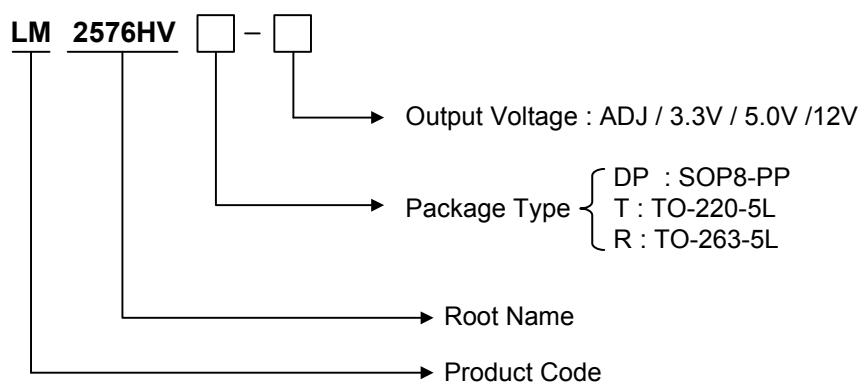 LM 2576HV □ – □
Output Voltage : ADJ / 3.3V / 5.0V /12V
Package Type
DP : SOP8-PP
T : TO-220-5L
R : TO-263-5L
Root Name
Product Code